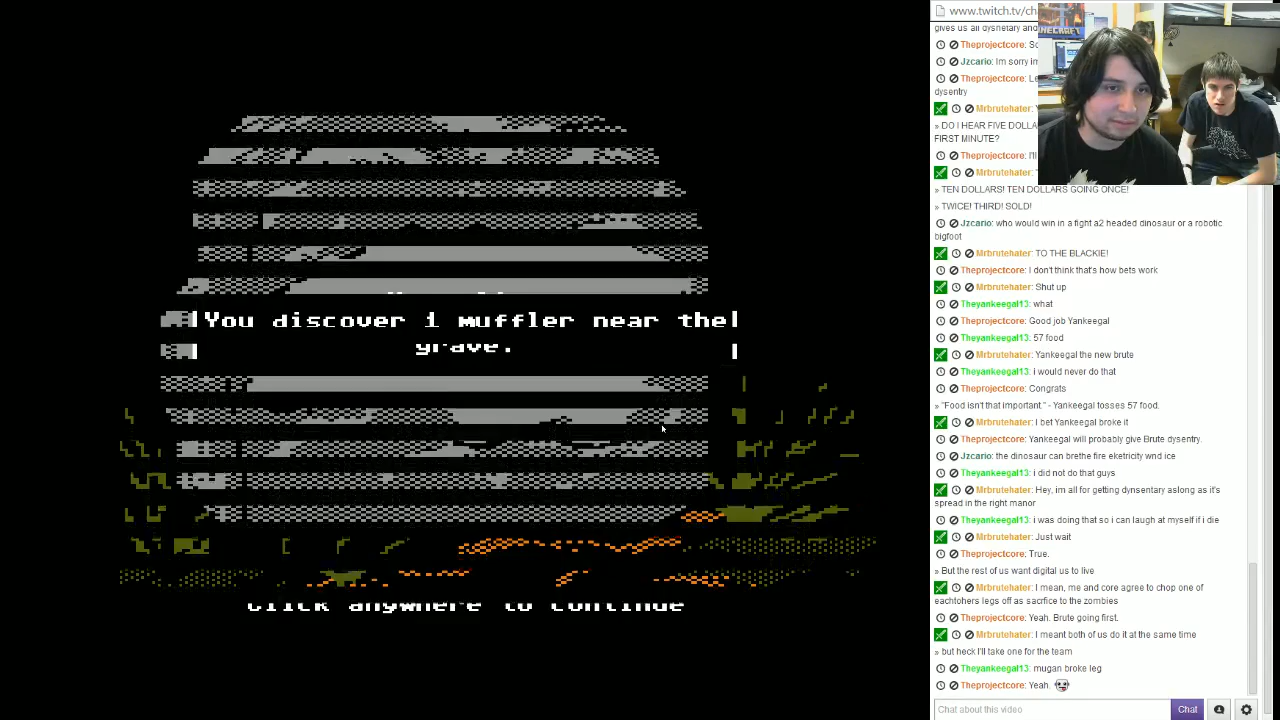 You iscover 1 muffler near the
grave.
Click anywhere to continue
www.twitch.tv/ch
MINECRAFT
gives us all dysnetary and
Theprojectcore: So
Jzcario: Im sorry im
Theprojectcore: Le
dysentry
Mrbrutehater: Y
» DO I HEAR FIVE DOLLA
FIRST MINUTE?
Theprojectcore: I'll
Mrbrutehater:
» TEN DOLLARS! TEN DOLLARS GOING ONCE!
» TWICE! THIRD! SOLD!
Jzcario: who would win in a fight a2 headed dinosaur or a robotic
bigfoot
Mrbrutehater: TO THE BLACKIE!
Theprojectcore: I don't think that's how bets work
Mrbrutehater: Shut up
Theyankeegal13: what
Theprojectcore: Good job Yankeegal
Theyankeegal13: 57 food
Mrbrutehater: Yankeegal the new brute
Theyankeegal13: i would never do that
Theprojectcore: Congrats
» "Food isn't that important." - Yankeegal tosses 57 food.
Mrbrutehater: I bet Yankeegal broke it
Theprojectcore: Yankeegal will probably give Brute dysentry.
Jzcario: the dinosaur can brethe fire eketricity wnd ice
Theyankeegal13: i did not do that guys
Mrbrutehater: Hey, im all for getting dynsentary aslong as it's
spread in the right manor
Theyankeegal13: i was doing that so i can laugh at myself if i die
Mrbrutehater: Just wait
Theprojectcore: True.
» But the rest of us want digital us to live
Mrbrutehater: I mean, me and core agree to chop one of
eachtohers legs off as sacrfice to the zombies
Theprojectcore: Yeah. Brute going first.
Mrbrutehater: I meant both of us do it at the same time
» but heck I'll take one for the team
Theyankeegal13: mugan broke leg
Theprojectcore: Yeah.
Chat about this video
Chat